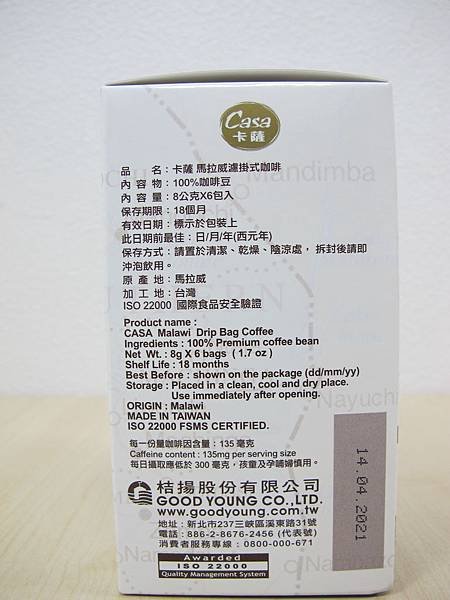 Casa
卡薩
Mandimba
品　名：卡薩 馬拉威濾掛式咖啡
內 容 物：100%咖啡豆
內 容 量：8公克X6包入
保存期限：18個月
有效日期：標示於包裝上
此日期前最佳：日/月/年(西元年)
保存方式：請置於清潔、乾燥、陰涼處，拆封後請即
沖泡飲用。
原 產 地：馬拉威
加 工 地：台灣
ISO 22000 國際食品安全驗證
Product name :
CASA Malawi Drip Bag Coffee
Ingredients : 100% Premium coffee bean
Net Wt. : 8g X 6 bags ( 1.7 oz )
Shelf Life : 18 months
Best Before : shown on the package (dd/mm/yy)
Storage : Placed in a clean, cool and dry place.
Use immediately after opening.
ORIGIN : Malawi
MADE IN TAIWAN
ISO 22000 FSMS CERTIFIED.
每一份量咖啡因含量：135 毫克
Caffeine content : 135mg per serving size
每日攝取應低於 300 毫克，孩童及孕哺婦慎用。
14.04.2021
桔揚股份有限公司
GOOD YOUNG CO.,LTD.
www.goodyoung.com.tw
地址：新北市237三峽區溪東路31號
電話：886-2-8676-2456 (代表號)
消費者服務專線：0800-000-671
Awarded
ISO 22000
Quality Management System